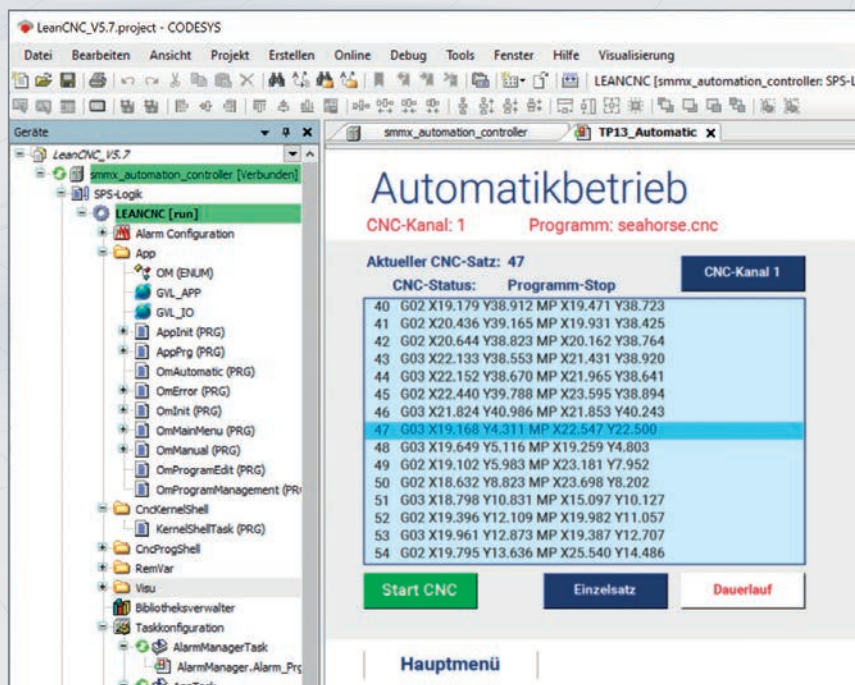 LeanCNC_V5.7.project - CODESYS
Datei Bearbeiten Ansicht Projekt Erstellen Online Debug Tools Fenster Hilfe Visualisierung
LEANCNC [smmx_automation_controller: SPS-L
Geräte
LeanCNC_V5.7
smmx_automation_controller [Verbunden]
SPS-Logik
LEANCNC [run]
Alarm Configuration
App
OM (ENUM)
GVL_APP
GVL_IO
AppInit (PRG)
AppPrg (PRG)
OmAutomatic (PRG)
OmError (PRG)
OmInit (PRG)
OmMainMenu (PRG)
OmManual (PRG)
OmProgramEdit (PRG)
OmProgramManagement (PR
CncKernelShell
KernelShellTask (PRG)
CncProgShell
RemVar
Visu
Bibliotheksverwalter
Taskkonfiguration
AlarmManagerTask
AlarmManager.Alarm_Prg
smmx_automation_controller
TP13_Automatic
Automatikbetrieb
CNC-Kanal: 1 Programm: seahorse.cnc
Aktueller CNC-Satz: 47
CNC-Kanal 1
CNC-Status: Programm-Stop
40 G02 X19.179 Y38.912 MP X19.471 Y38.723
41 G02 X20.436 Y39.165 MP X19.931 Y38.425
42 G02 X20.644 Y38.823 MP X20.162 Y38.764
43 G03 X22.133 Y38.553 MP X21.431 Y38.920
44 G03 X22.152 Y38.670 MP X21.965 Y38.641
45 G02 X22.440 Y39.788 MP X23.595 Y38.894
46 G03 X21.824 Y40.986 MP X21.853 Y40.243
47 G03 X19.168 Y4.311 MP X22.547 Y22.500
48 G03 X19.649 Y5.116 MP X19.259 Y4.803
49 G02 X19.102 Y5.983 MP X23.181 Y7.952
50 G02 X18.632 Y8.823 MP X23.698 Y8.202
51 G03 X18.798 Y10.831 MP X15.097 Y10.127
52 G02 X19.396 Y12.109 MP X19.982 Y11.057
53 G03 X19.961 Y12.873 MP X19.387 Y12.707
54 G02 X19.795 Y13.636 MP X25.540 Y14.486
Start CNC Einzelsatz Dauerlauf
Hauptmenü